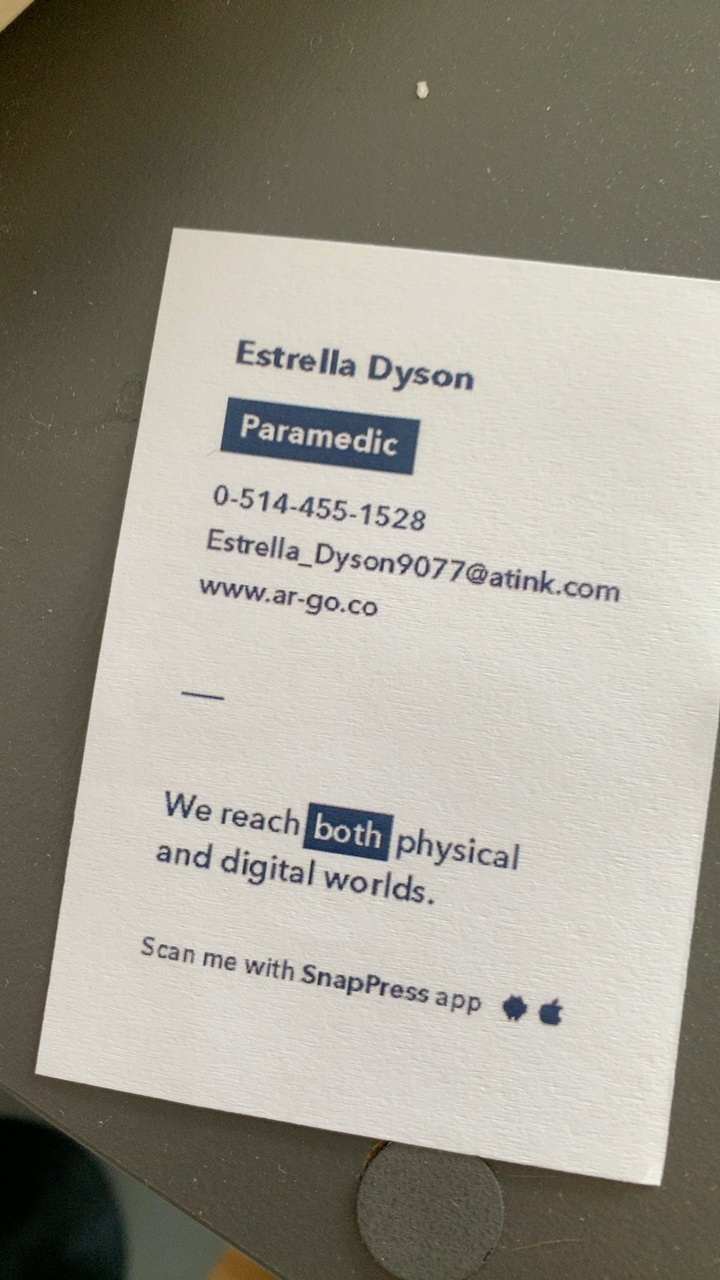 Estrella Dyson
Paramedic
0-514-455-1528
Estrella_Dyson9077@atink.com
www.ar-go.co
We reach both physical
and digital worlds.
Scan me with SnapPress app